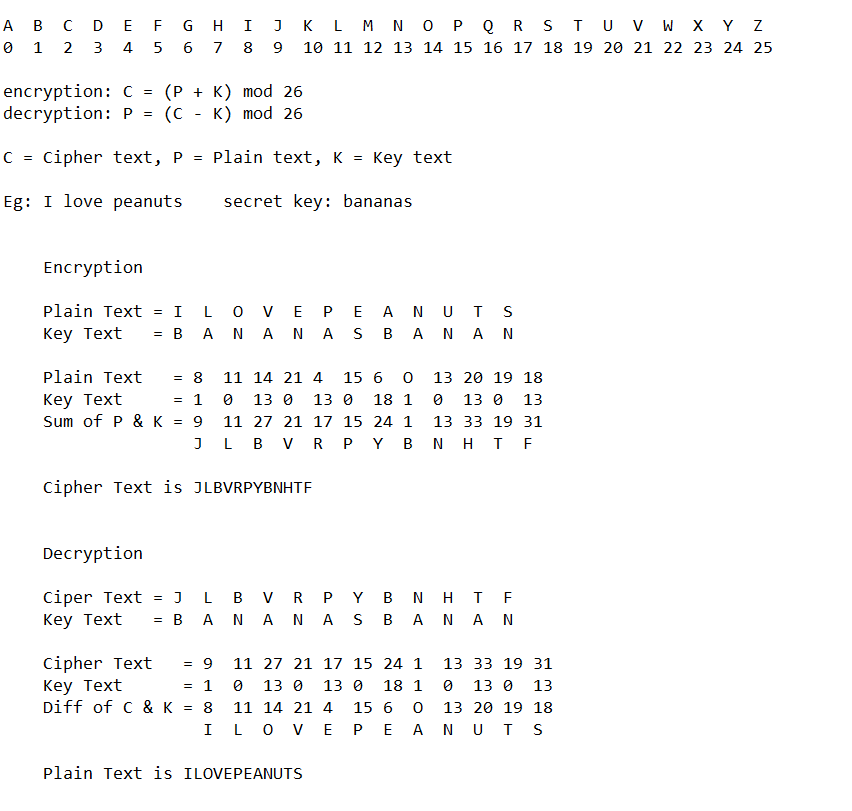 A B C D E F G H I J K L M N O P Q R S T U V W X Y Z
0 1 2 3 4 5 6 7 8 9 10 11 12 13 14 15 16 17 18 19 20 21 22 23 24 25
encryption: C = (P + K) mod 26
decryption: P = (C - K) mod 26
C = Cipher text, P = Plain text, K = Key text
Eg: I love peanuts secret key: bananas
Encryption
Plain Text = I L O V E P E A N U T S
Key Text = B A N A N A S B A N A N
Plain Text = 8 11 14 21 4 15 6 O 13 20 19 18
Key Text = 1 0 13 0 13 0 18 1 0 13 0 13
Sum of P & K = 9 11 27 21 17 15 24 1 13 33 19 31
J L B V R P Y B N H T F
Cipher Text is JLBVRPYBNHTF
Decryption
Ciper Text = J L B V R P Y B N H T F
Key Text = B A N A N A S B A N A N
Cipher Text = 9 11 27 21 17 15 24 1 13 33 19 31
Key Text = 1 0 13 0 13 0 18 1 0 13 0 13
Diff of C & K = 8 11 14 21 4 15 6 O 13 20 19 18
I L O V E P E A N U T S
Plain Text is ILOVEPEANUTS